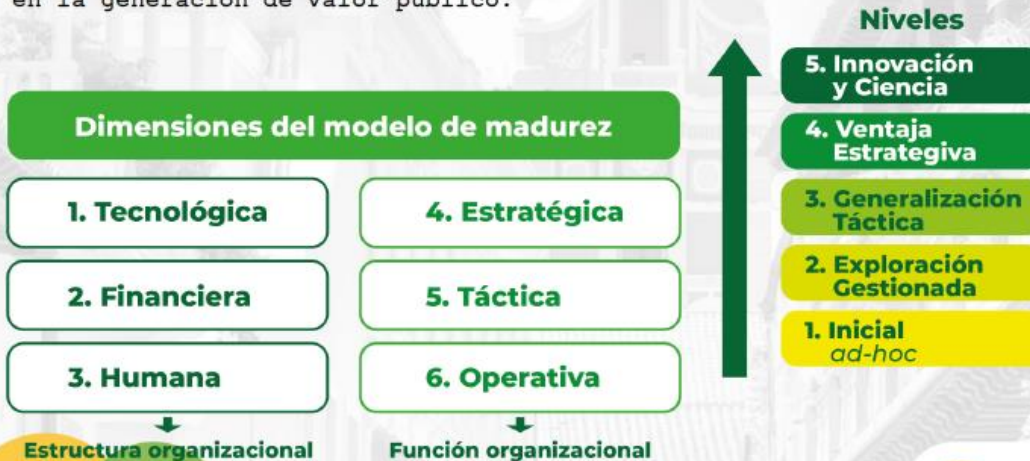 en la generación de valor público.
Dimensiones del modelo de madurez
1. Tecnológica
2. Financiera
3. Humana
Estructura organizacional
4. Estratégica
5. Táctica
6. Operativa
Función organizacional
Niveles
5. Innovación
y Ciencia
4. Ventaja
Estrategiva
3. Generalización
Táctica
2. Exploración
Gestionada
1. Inicial
ad-hoc